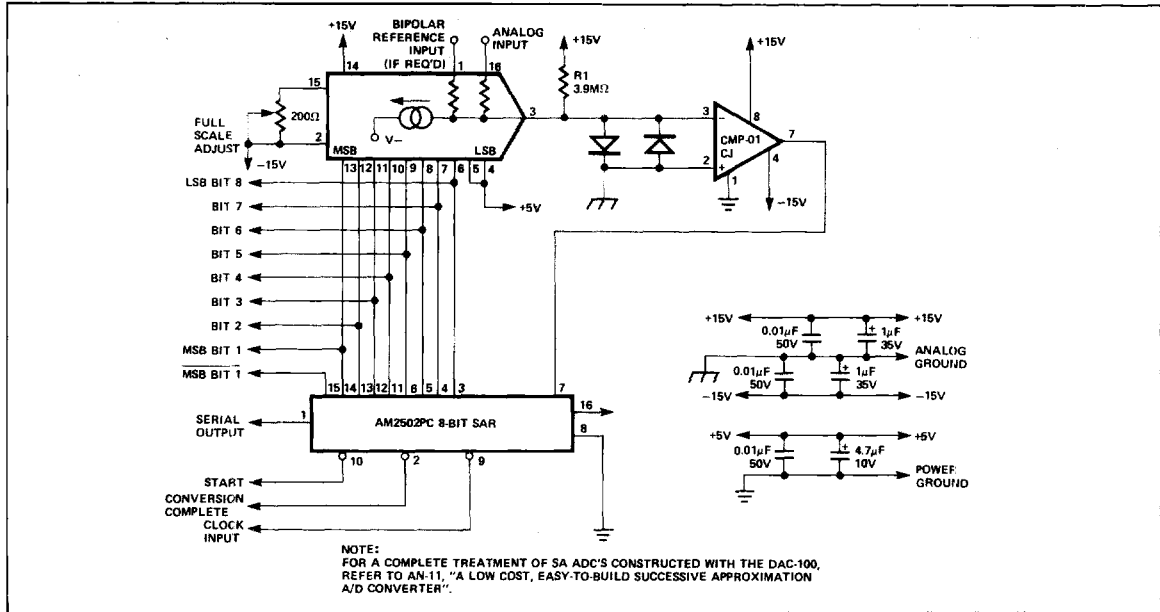 +15V
BIPOLAR
REFERENCE
INPUT
(IF REQ'D)
ANALOG
INPUT
+15V
+15V
14
1
16
R1
3.9MΩ
15
200Ω
3
3
8
7
FULL
SCALE
ADJUST
2
V−
−
CMP-01
CJ
2
+
4
1
−15V
MSB
LSB
−15V
13 12 11 10 9 8 7 6 5 4
LSB BIT 8
+5V
BIT 7
BIT 6
BIT 5
BIT 4
BIT 3
BIT 2
MSB BIT 1
MSB BIT 1
+15V
+15V
0.01μF
50V
+
1μF
35V
ANALOG
GROUND
0.01μF
50V
+
1μF
35V
−15V
−15V
+5V
+5V
0.01μF
50V
+
4.7μF
10V
POWER
GROUND
15 14 13 12 11 6 5 4 3
7
16
SERIAL
OUTPUT
1
AM2502PC 8-BIT SAR
8
10
2
9
START
CONVERSION
COMPLETE
CLOCK
INPUT
NOTE:
FOR A COMPLETE TREATMENT OF SA ADC'S CONSTRUCTED WITH THE DAC-100,
REFER TO AN-11, "A LOW COST, EASY-TO-BUILD SUCCESSIVE APPROXIMATION
A/D CONVERTER".